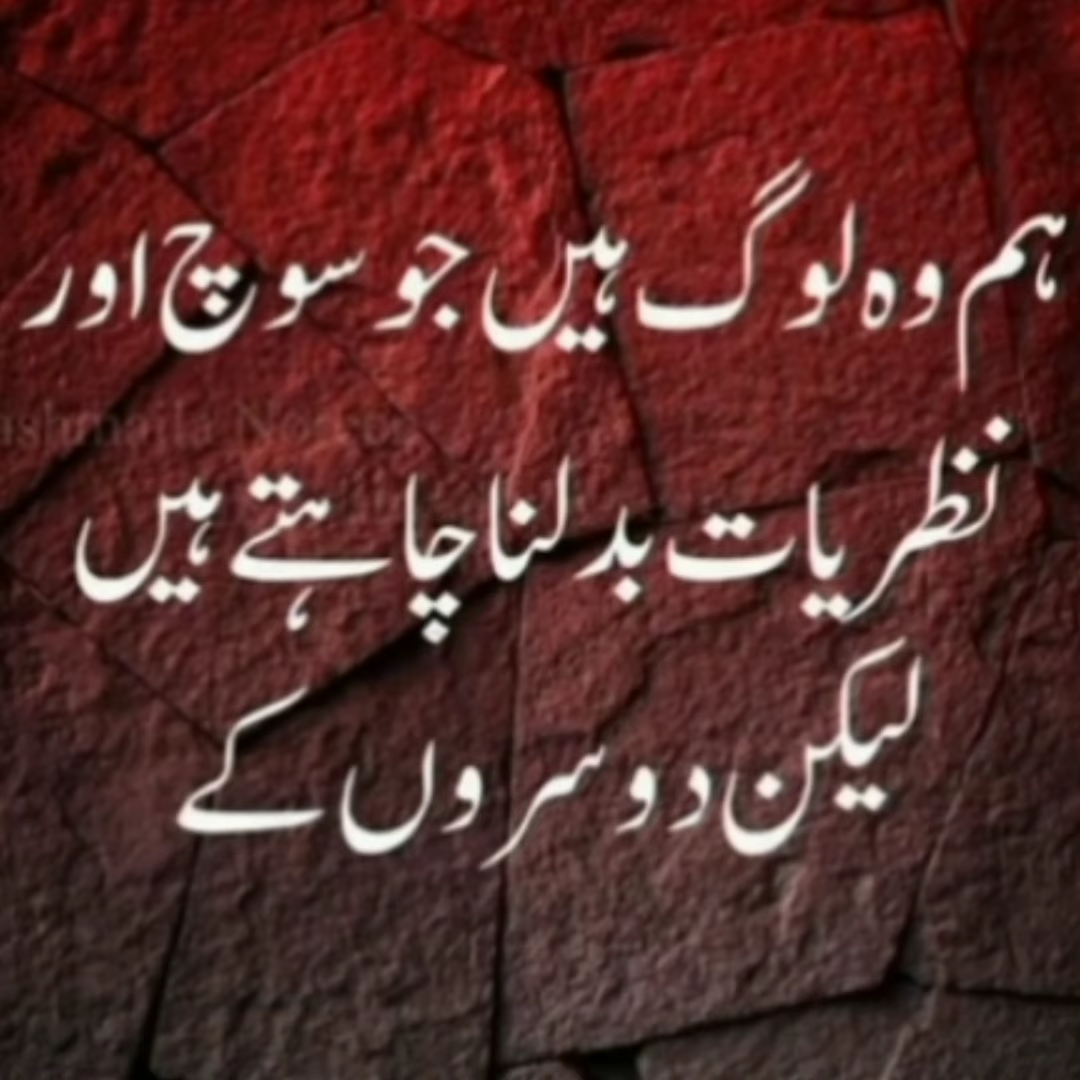 ہم وہ لوگ ہیں جو سوچ اور
نظریات بدلنا چاہتے ہیں
لیکن دوسروں کے